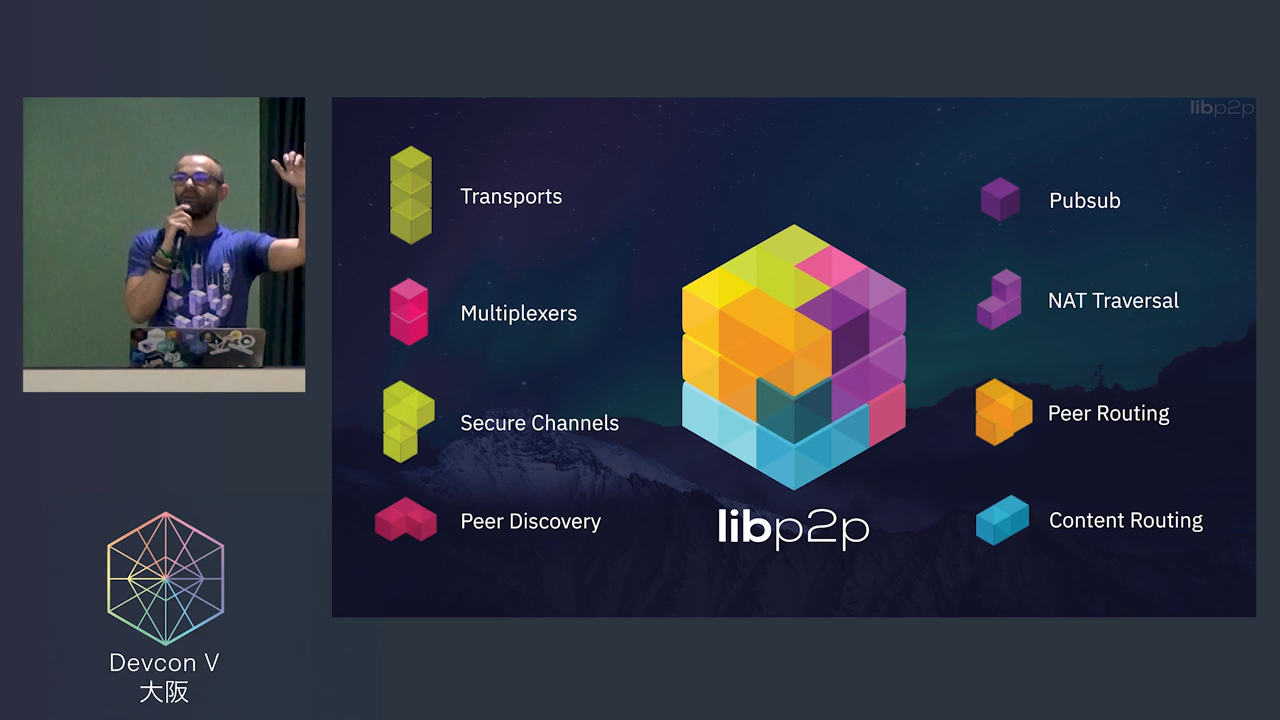 libp2p
Transports
Multiplexers
Secure Channels
Peer Discovery
libp2p
Pubsub
NAT Traversal
Peer Routing
Content Routing
Devcon V
大阪